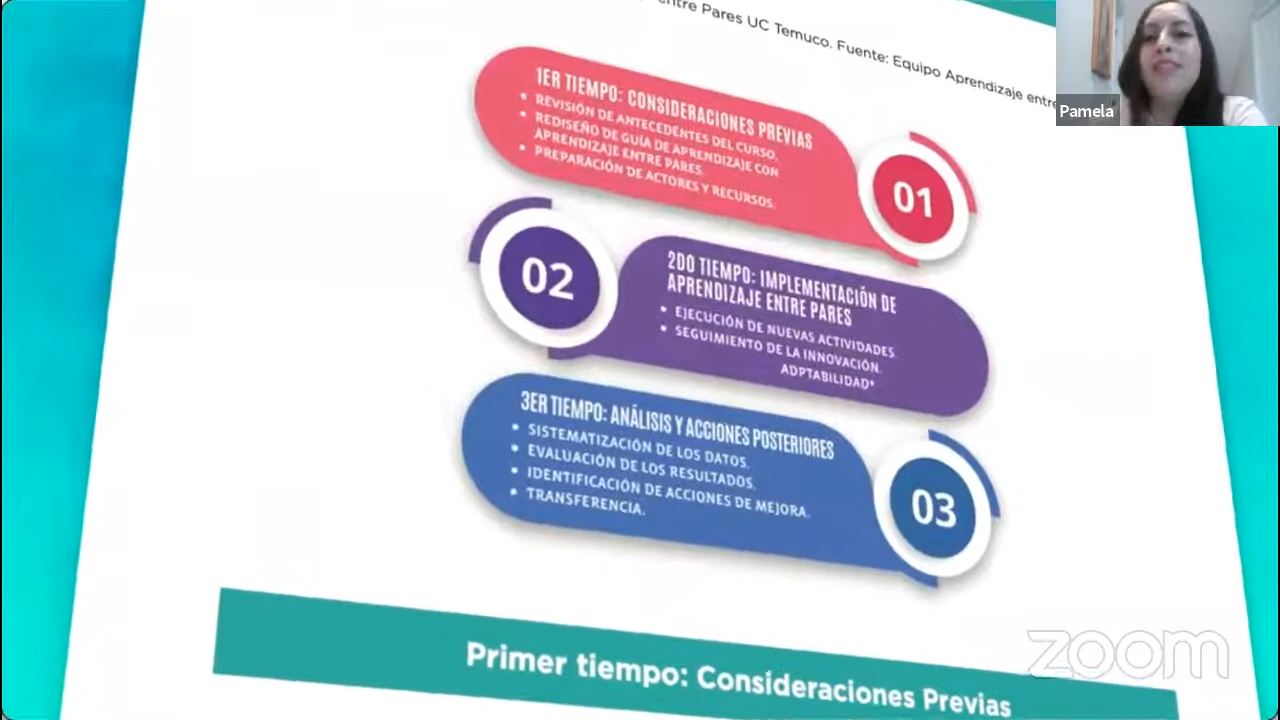 entre Pares UC Temuco. Fuente: Equipo Aprendizaje entre
Pamela
1ER TIEMPO: CONSIDERACIONES PREVIAS
• REVISIÓN DE ANTECEDENTES DEL CURSO.
• REDISEÑO DE GUÍA DE APRENDIZAJE CON
APRENDIZAJE ENTRE PARES.
• PREPARACIÓN DE ACTORES Y RECURSOS.
01
02
2DO TIEMPO: IMPLEMENTACIÓN DE
APRENDIZAJE ENTRE PARES
• EJECUCIÓN DE NUEVAS ACTIVIDADES.
• SEGUIMIENTO DE LA INNOVACIÓN.
ADPTABILIDAD*
3ER TIEMPO: ANÁLISIS Y ACCIONES POSTERIORES
• SISTEMATIZACIÓN DE LOS DATOS.
• EVALUACIÓN DE LOS RESULTADOS.
• IDENTIFICACIÓN DE ACCIONES DE MEJORA.
• TRANSFERENCIA.
03
zoom
Primer tiempo: Consideraciones Previas